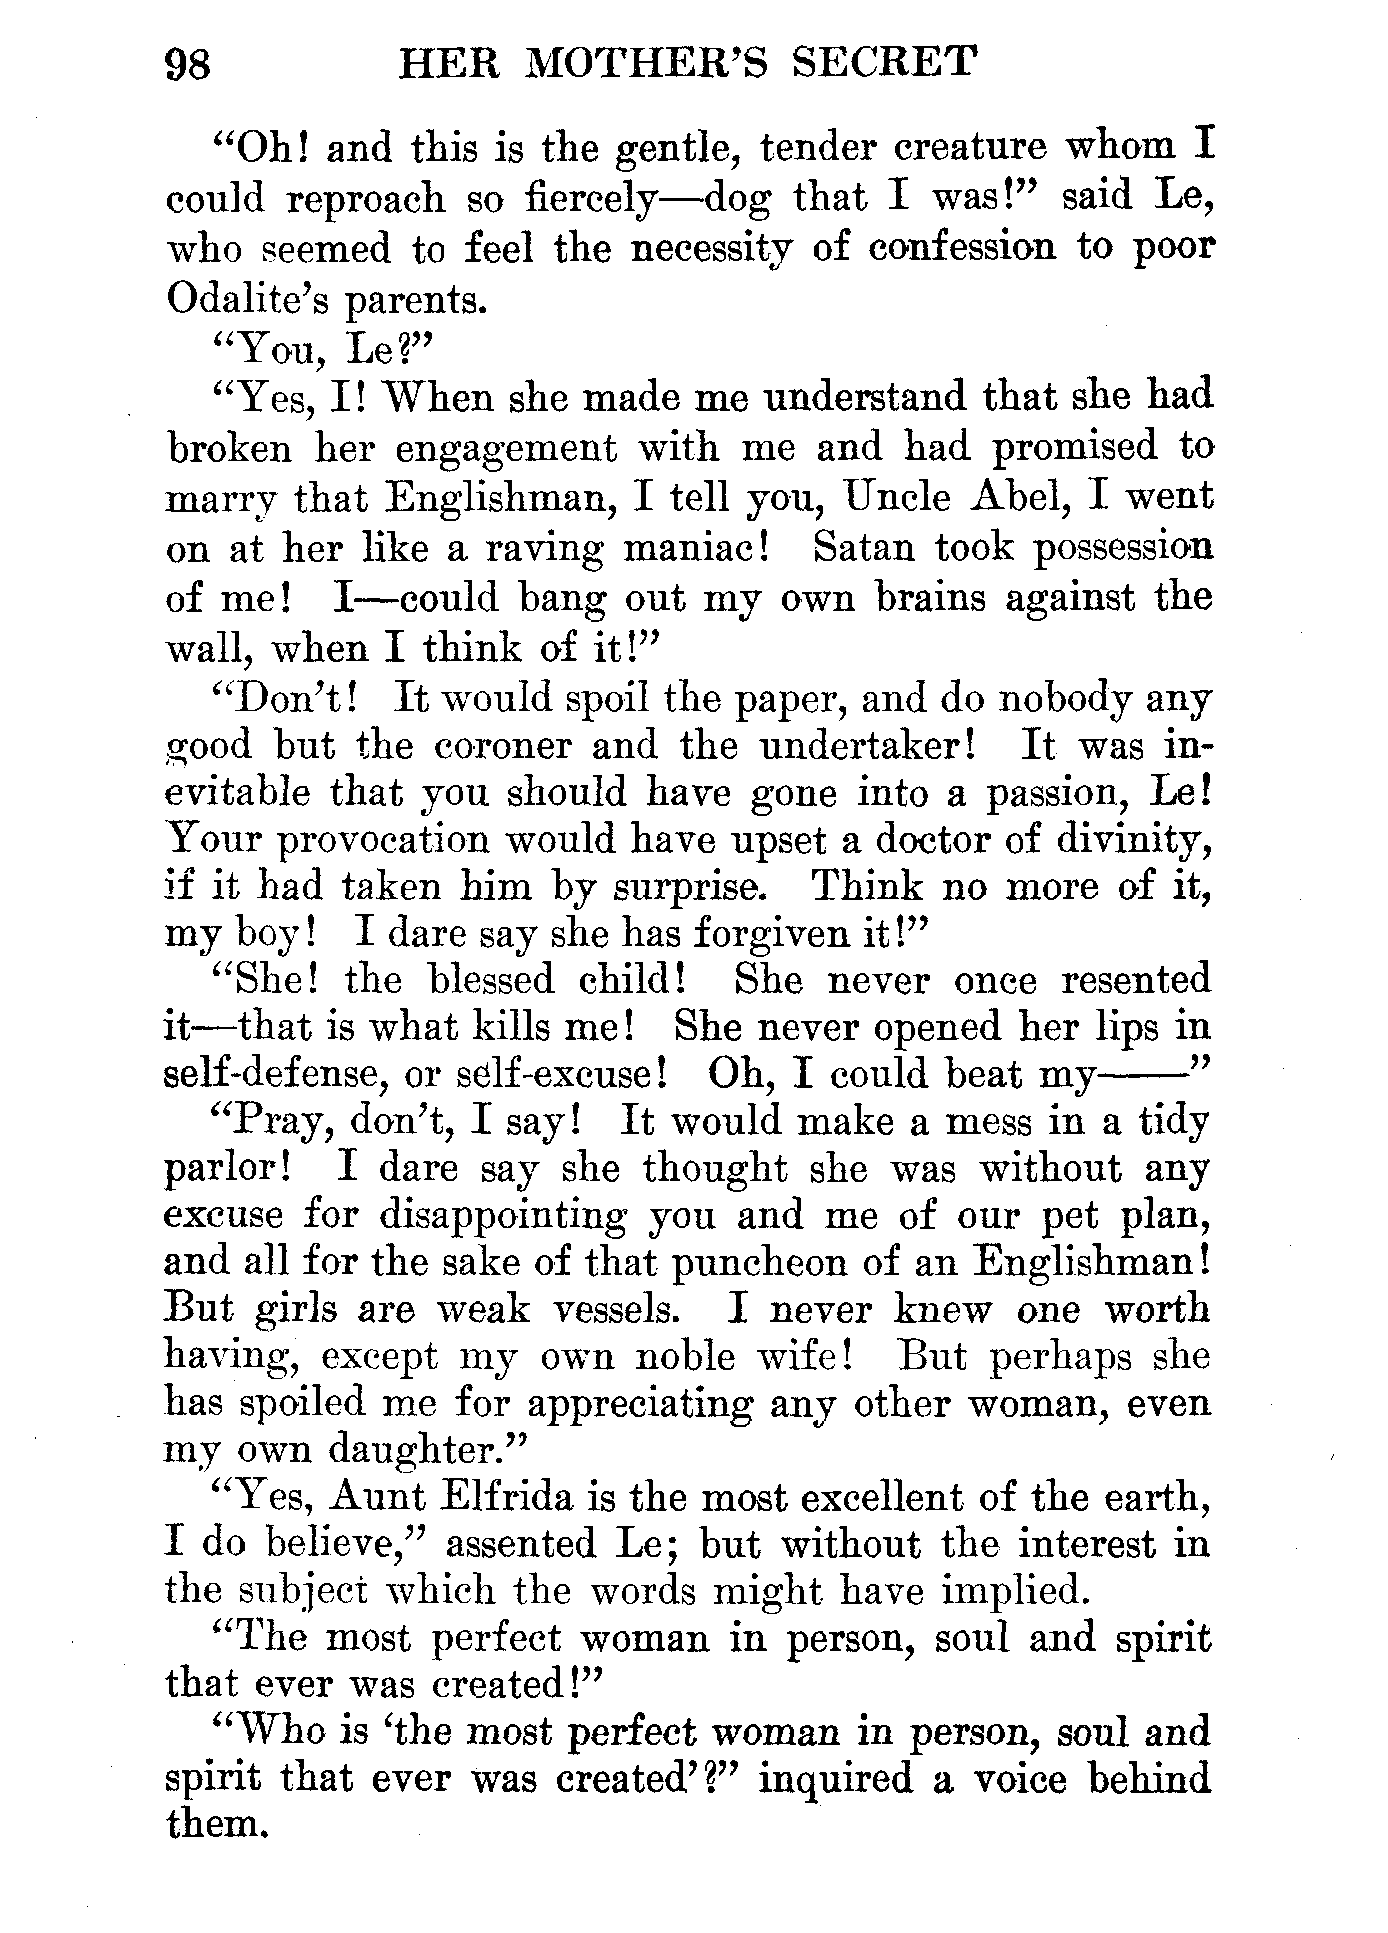 98 HER MOTHER'S SECRET
“Oh! and this is the gentle, tender creature whom I
could reproach so fiercely—dog that I was!” said Le,
who seemed to feel the necessity of confession to poor
Odalite's parents.
“You, Le?”
“Yes, I! When she made me understand that she had
broken her engagement with me and had promised to
marry that Englishman, I tell you, Uncle Abel, I went
on at her like a raving maniac! Satan took possession
of me! I—could bang out my own brains against the
wall, when I think of it!”
“Don't! It would spoil the paper, and do nobody any
good but the coroner and the undertaker! It was in-
evitable that you should have gone into a passion, Le!
Your provocation would have upset a doctor of divinity,
if it had taken him by surprise. Think no more of it,
my boy! I dare say she has forgiven it!”
“She! the blessed child! She never once resented
it—that is what kills me! She never opened her lips in
self-defense, or self-excuse! Oh, I could beat my——”
“Pray, don't, I say! It would make a mess in a tidy
parlor! I dare say she thought she was without any
excuse for disappointing you and me of our pet plan,
and all for the sake of that puncheon of an Englishman!
But girls are weak vessels. I never knew one worth
having, except my own noble wife! But perhaps she
has spoiled me for appreciating any other woman, even
my own daughter.”
“Yes, Aunt Elfrida is the most excellent of the earth,
I do believe,” assented Le; but without the interest in
the subject which the words might have implied.
“The most perfect woman in person, soul and spirit
that ever was created!”
“Who is ‘the most perfect woman in person, soul and
spirit that ever was created’?” inquired a voice behind
them.